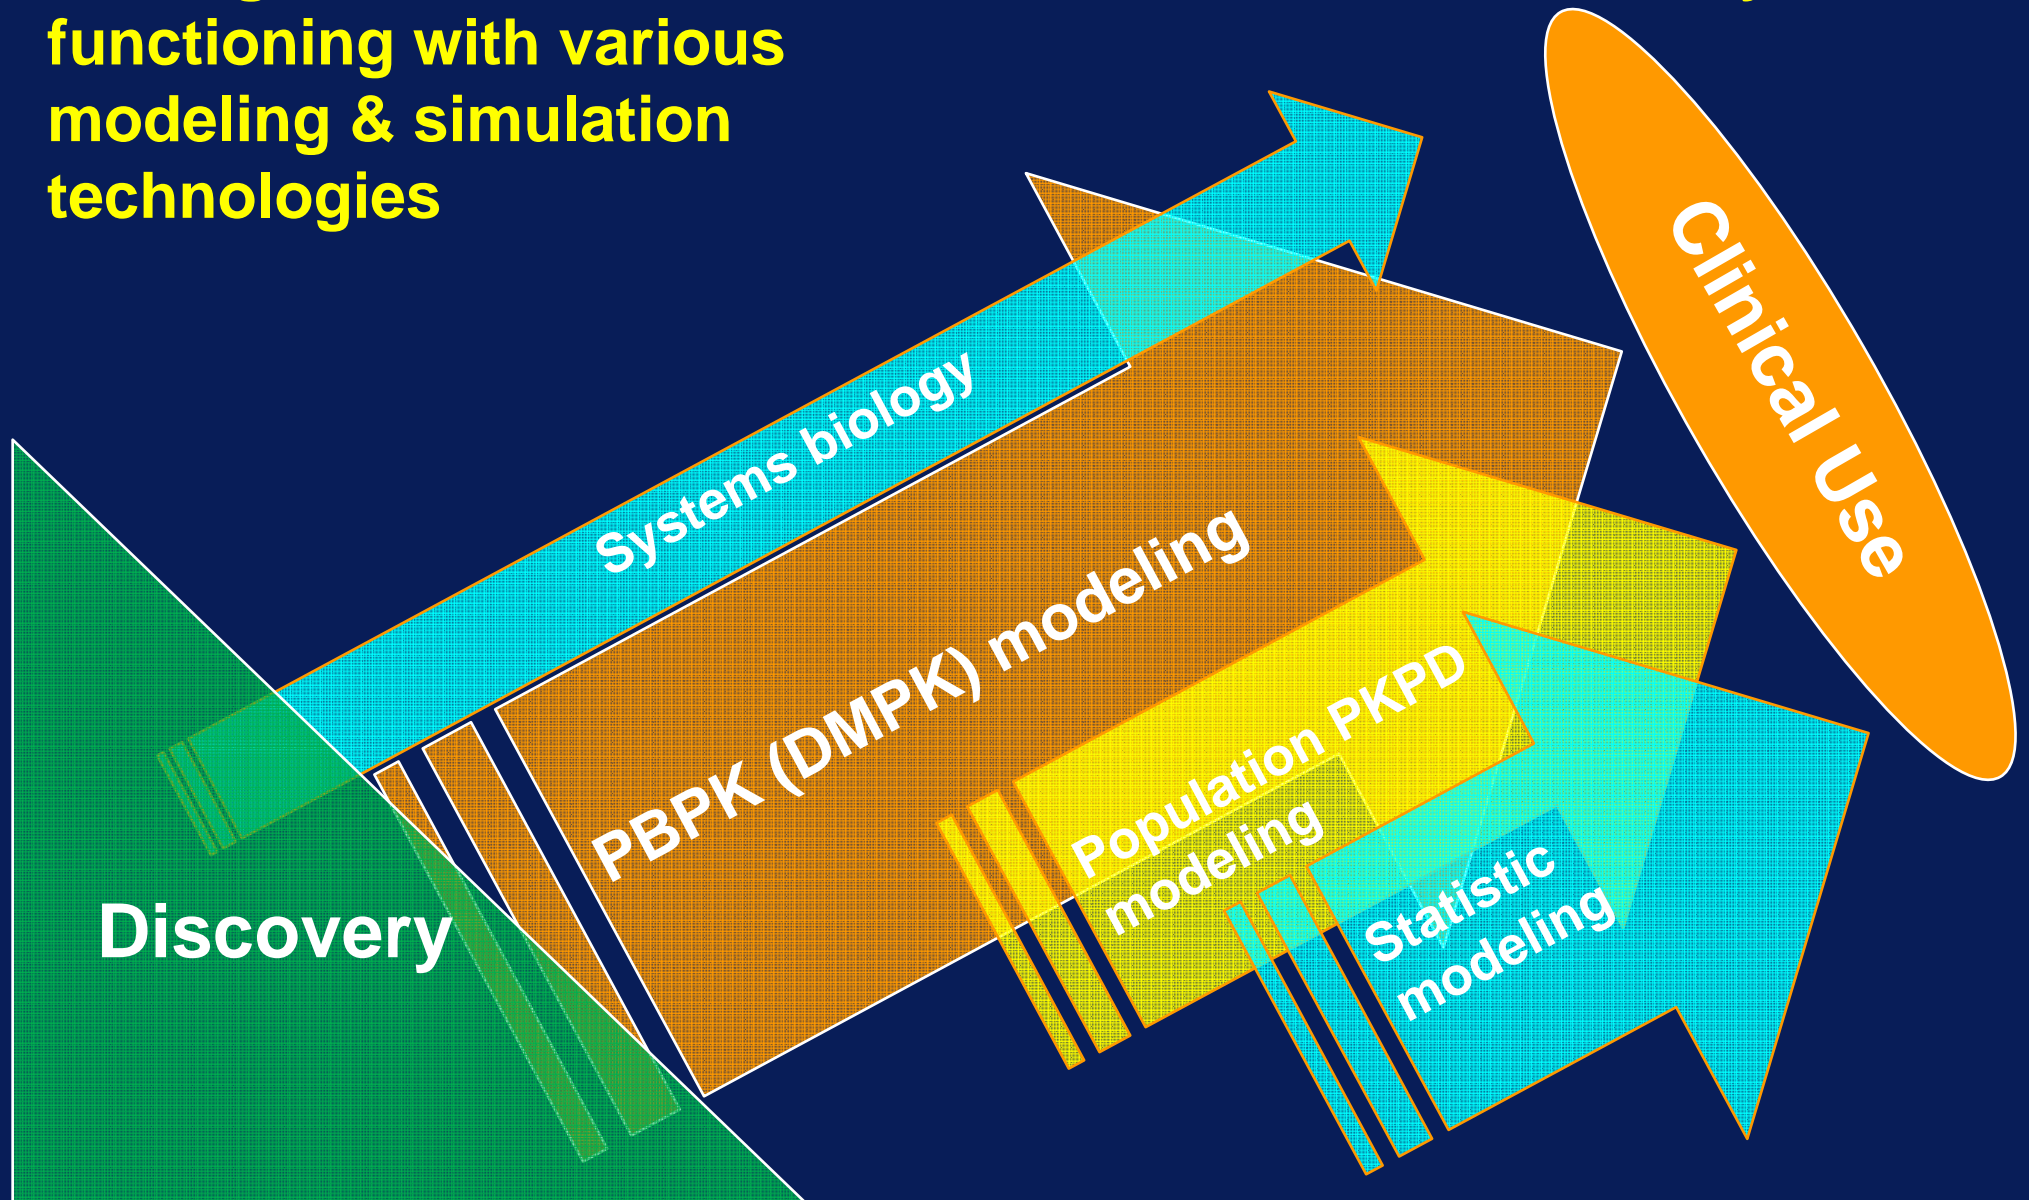 functioning with various
modeling & simulation
technologies
Clinical Use
Systems biology
PBPK (DMPK) modeling
Population PKPD
modeling
Statistic
modeling
Discovery